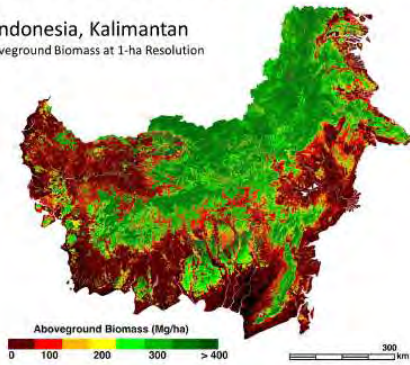 ndonesia, Kalimantan
veground Biomass at 1-ha Resolution
Aboveground Biomass (Mg/ha)
0 100 200 300 > 400
300
km